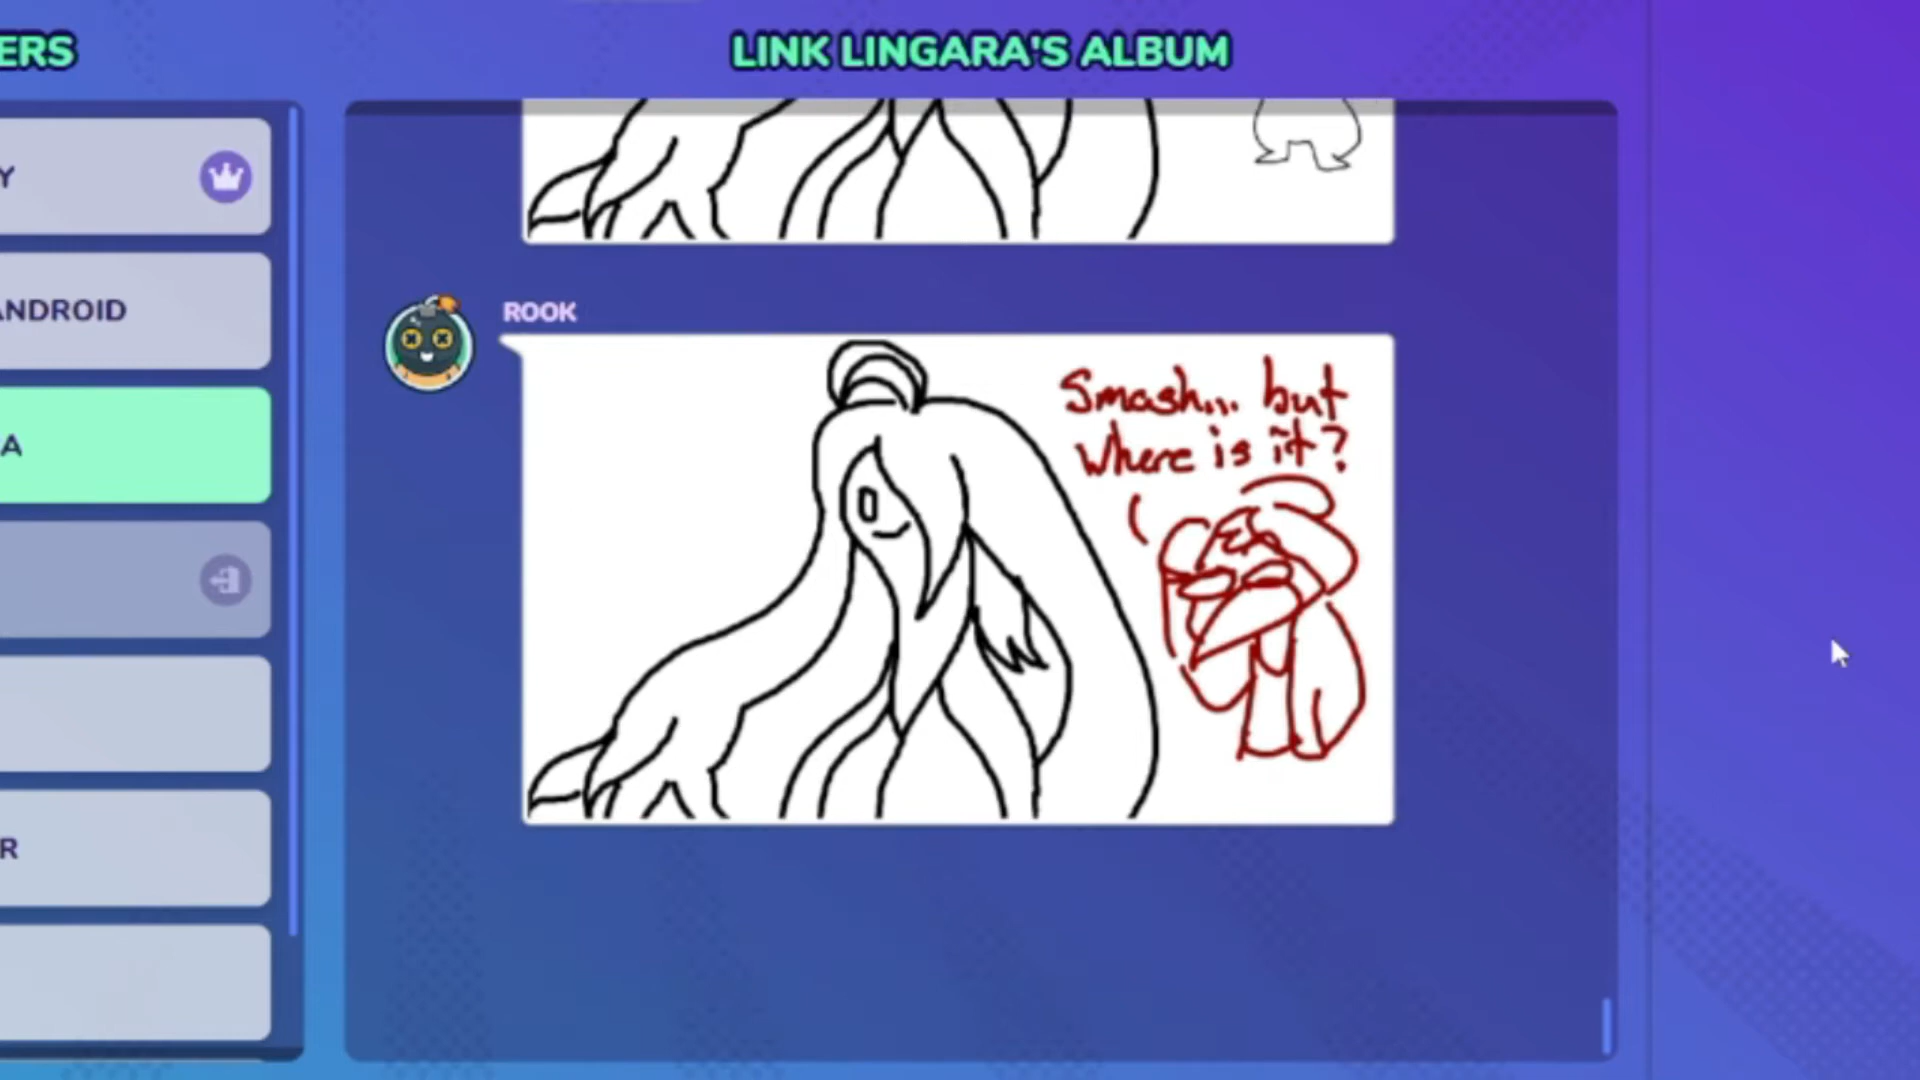 ERS
LINK LINGARA'S ALBUM
Y
ANDROID
A
R
ROOK
Smash... but
where is it?